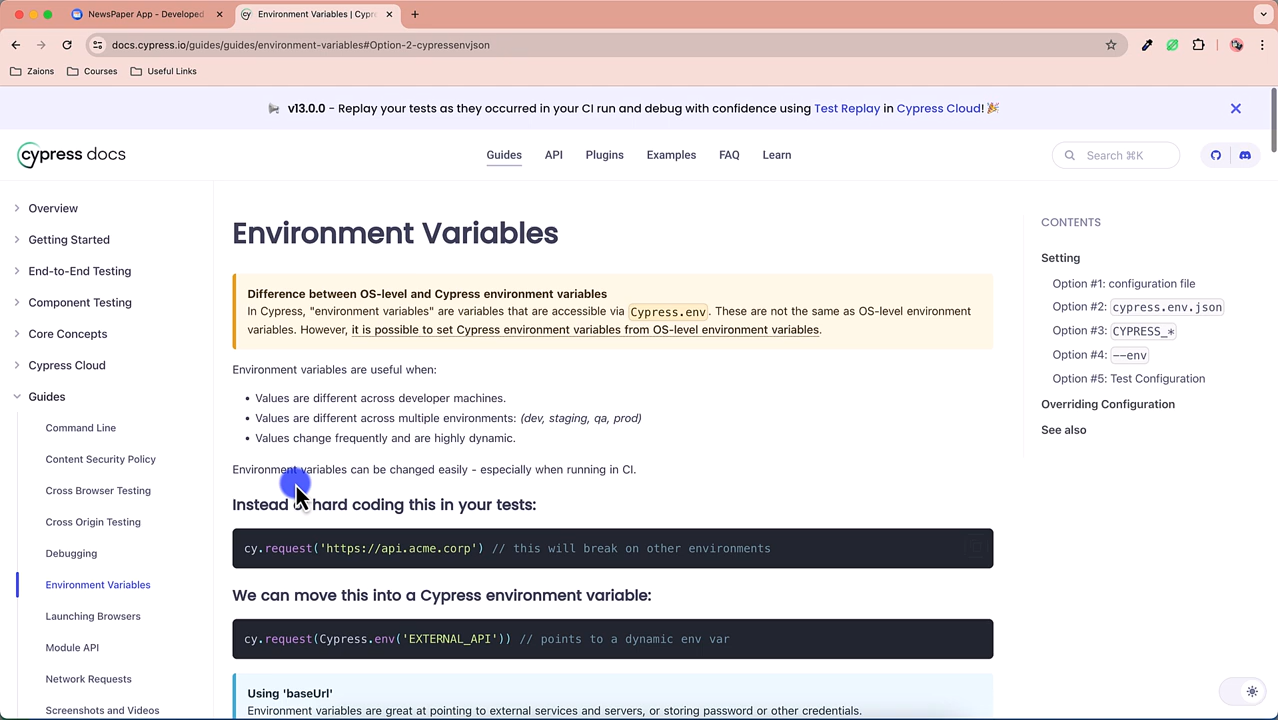 NewsPaper App - Developed
Environment Variables | Cypr
docs.cypress.io/guides/guides/environment-variables#Option-2-cypressenvjson
Zaions
Courses
Useful Links
v13.0.0 - Replay your tests as they occurred in your CI run and debug with confidence using Test Replay in Cypress Cloud!
cypress docs
Guides
API
Plugins
Examples
FAQ
Learn
Search ⌘K
Overview
Getting Started
End-to-End Testing
Component Testing
Core Concepts
Cypress Cloud
Guides
Command Line
Content Security Policy
Cross Browser Testing
Cross Origin Testing
Debugging
Environment Variables
Launching Browsers
Module API
Network Requests
Screenshots and Videos
Environment Variables
Difference between OS-level and Cypress environment variables
In Cypress, "environment variables" are variables that are accessible via Cypress.env. These are not the same as OS-level environment
variables. However, it is possible to set Cypress environment variables from OS-level environment variables.
Environment variables are useful when:
• Values are different across developer machines.
• Values are different across multiple environments: (dev, staging, qa, prod)
• Values change frequently and are highly dynamic.
Environment variables can be changed easily - especially when running in CI.
Instead hard coding this in your tests:
cy.request('https://api.acme.corp') // this will break on other environments
We can move this into a Cypress environment variable:
cy.request(Cypress.env('EXTERNAL_API')) // points to a dynamic env var
Using 'baseUrl'
Environment variables are great at pointing to external services and servers, or storing password or other credentials.
CONTENTS
Setting
Option #1: configuration file
Option #2: cypress.env.json
Option #3: CYPRESS_*
Option #4: --env
Option #5: Test Configuration
Overriding Configuration
See also